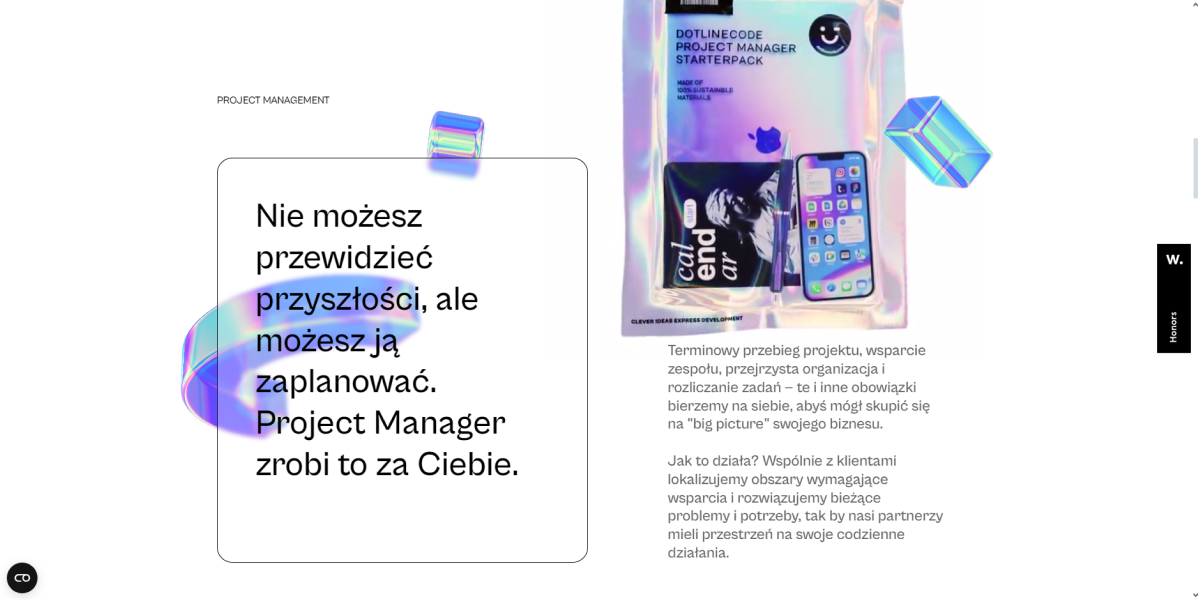 DOTLINECODE
PROJECT MANAGER
STARTERPACK
MADE OF
100% SUSTAINBLE
MATERIALS
PROJECT MANAGEMENT
Nie możesz
przewidzieć
przyszłości, ale
możesz ją
zaplanować.
Project Manager
zrobi to za Ciebie.
start
cal
end
ar
CLEVER IDEAS EXPRESS DEVELOPMENT
Terminowy przebieg projektu, wsparcie
zespołu, przejrzysta organizacja i
rozliczanie zadań – te i inne obowiązki
bierzemy na siebie, abyś mógł skupić się
na "big picture" swojego biznesu.
Jak to działa? Wspólnie z klientami
lokalizujemy obszary wymagające
wsparcia i rozwiązujemy bieżące
problemy i potrzeby, tak by nasi partnerzy
mieli przestrzeń na swoje codzienne
działania.
W.
Honors